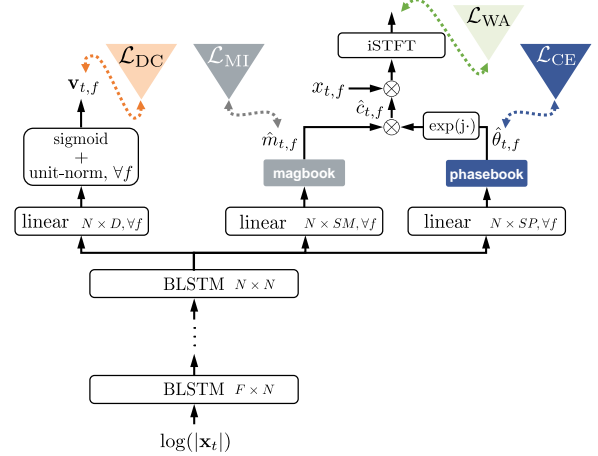 𝓛_DC
𝓛_MI
𝓛_WA
𝓛_CE
iSTFT
v_{t,f}
x_{t,f}
ĉ_{t,f}
sigmoid
+
unit-norm, ∀f
m̂_{t,f}
exp(j·)
θ̂_{t,f}
magbook
phasebook
linear N × D, ∀f
linear N × SM, ∀f
linear N × SP, ∀f
BLSTM N × N
BLSTM F × N
log(|x_t|)